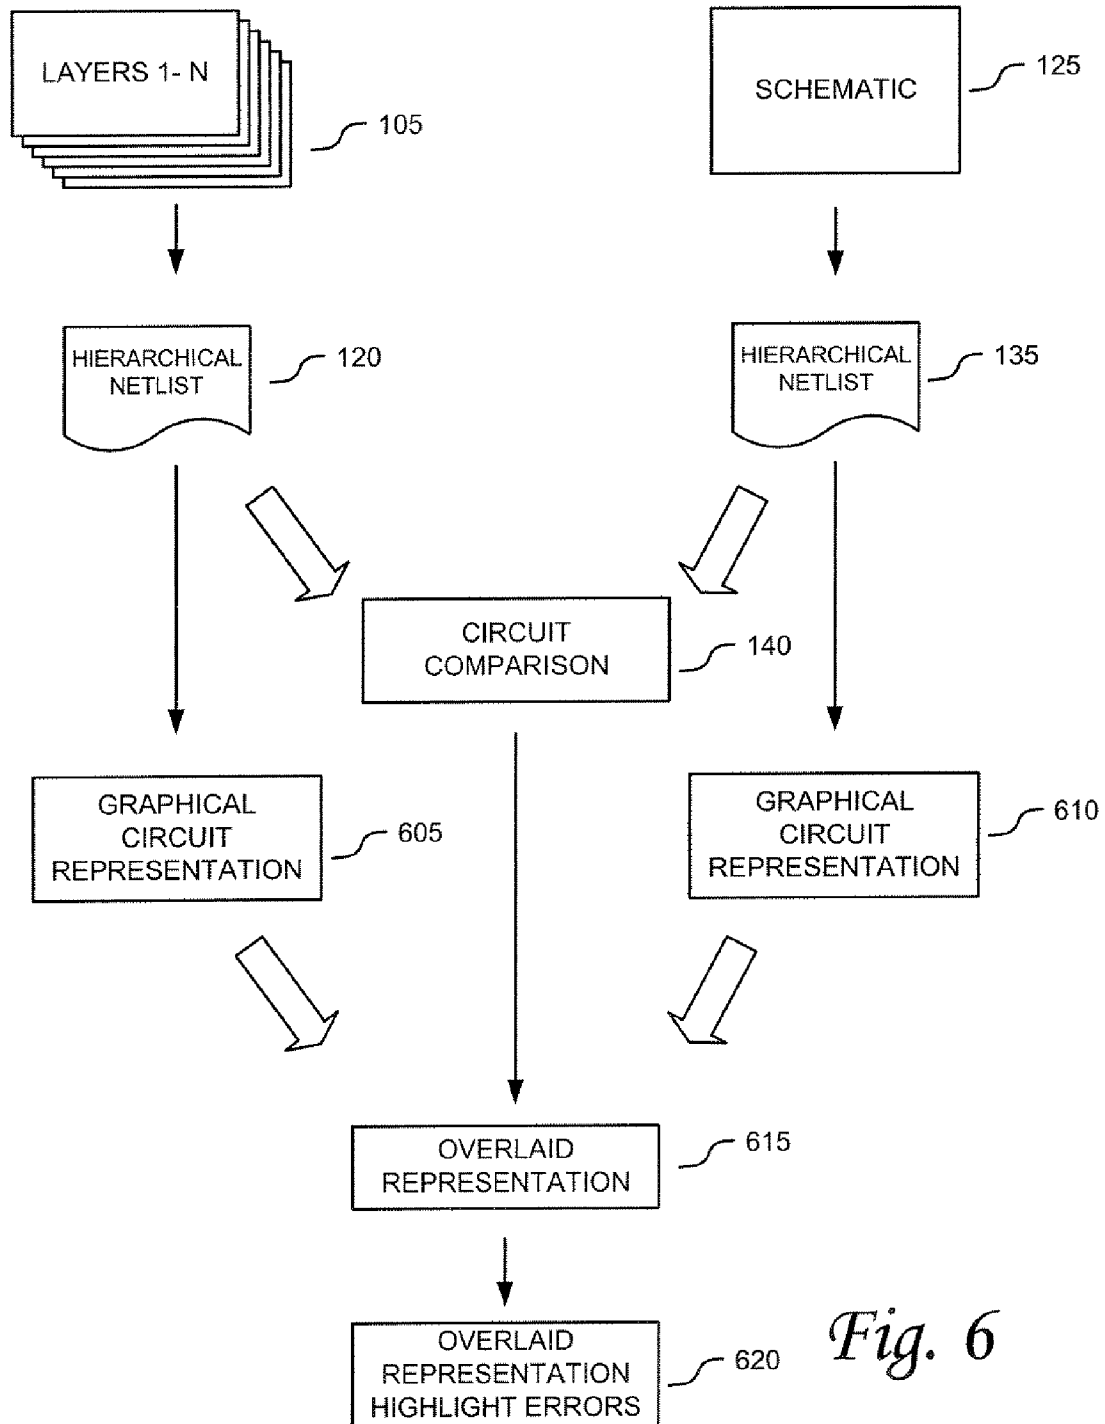 LAYERS 1- N
105
SCHEMATIC
125
HIERARCHICAL
NETLIST
120
HIERARCHICAL
NETLIST
135
CIRCUIT
COMPARISON
140
GRAPHICAL
CIRCUIT
REPRESENTATION
605
GRAPHICAL
CIRCUIT
REPRESENTATION
610
OVERLAID
REPRESENTATION
615
OVERLAID
REPRESENTATION
HIGHLIGHT ERRORS
620
Fig. 6